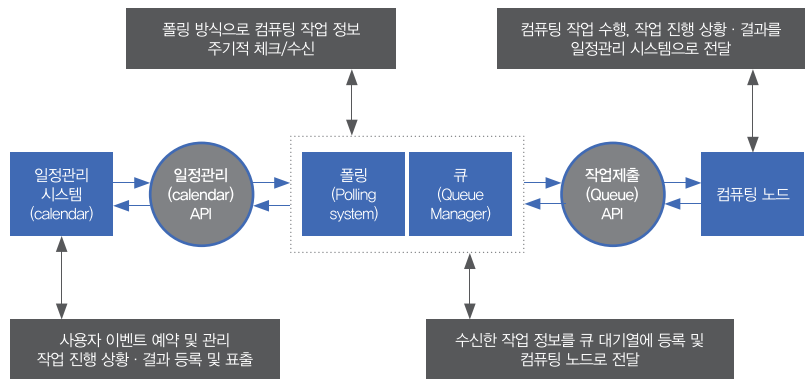 폴링 방식으로 컴퓨팅 작업 정보
주기적 체크/수신
컴퓨팅 작업 수행, 작업 진행 상황 · 결과를
일정관리 시스템으로 전달
일정관리
시스템
(calendar)
일정관리
(calendar)
API
폴링
(Polling
system)
큐
(Queue
Manager)
작업제출
(Queue)
API
컴퓨팅 노드
사용자 이벤트 예약 및 관리
작업 진행 상황 · 결과 등록 및 표출
수신한 작업 정보를 큐 대기열에 등록 및
컴퓨팅 노드로 전달